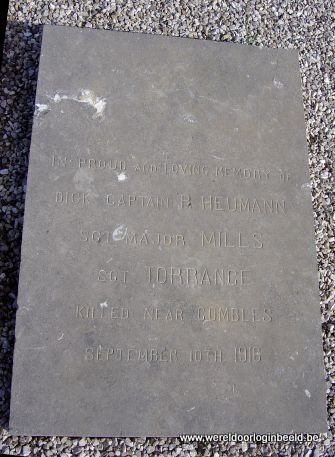 IN PROUD AND LOVING MEMORY OF
DICK CAPTAIN R HEUMANN
SGT MAJOR MILLS
SGT TORRANCE
KILLED NEAR COMBLES
SEPTEMBER 10TH 1916
www.wereldoorloginbeeld.be